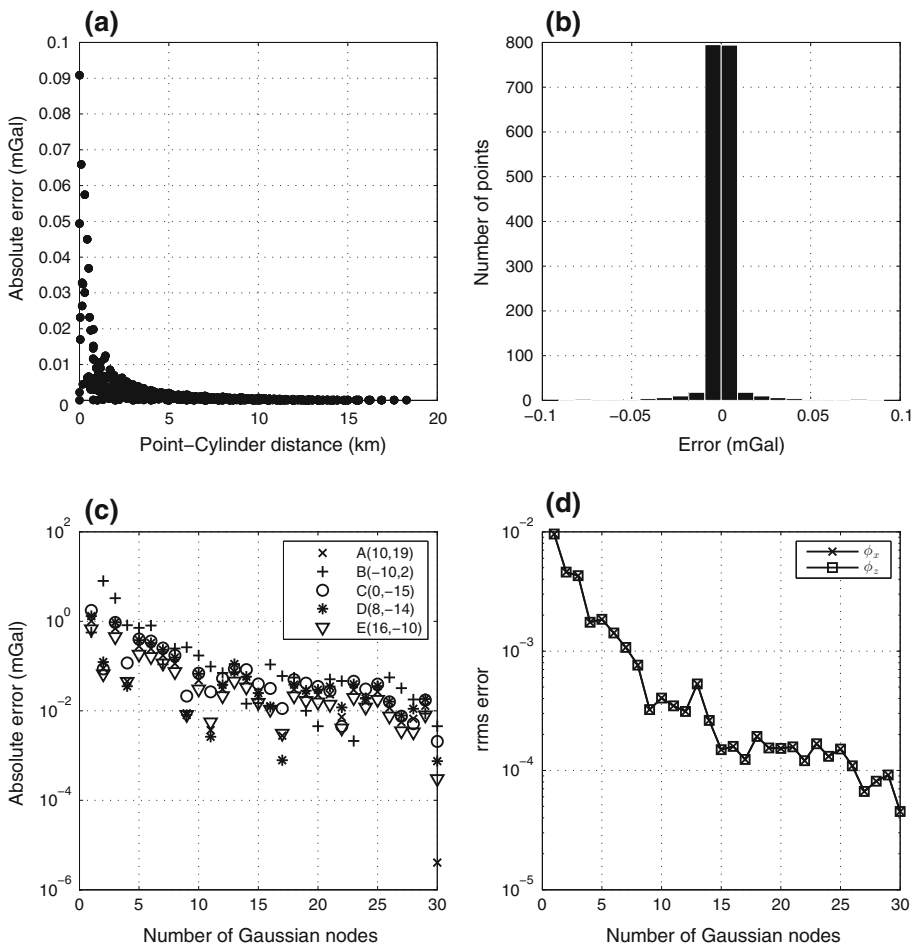 (a)
0.1
0.09
0.08
0.07
0.06
0.05
0.04
0.03
0.02
0.01
0
0 5 10 15 20
Absolute error (mGal)
Point−Cylinder distance (km)
(b)
800
700
600
500
400
300
200
100
0
−0.1 −0.05 0 0.05 0.1
Number of points
Error (mGal)
(c)
10^2
10^0
10^−2
10^−4
10^−6
0 5 10 15 20 25 30
Absolute error (mGal)
Number of Gaussian nodes
A(10,19)
B(−10,2)
C(0,−15)
D(8,−14)
E(16,−10)
(d)
10^−2
10^−3
10^−4
10^−5
0 5 10 15 20 25 30
rms error
Number of Gaussian nodes
ϕ_x
ϕ_z